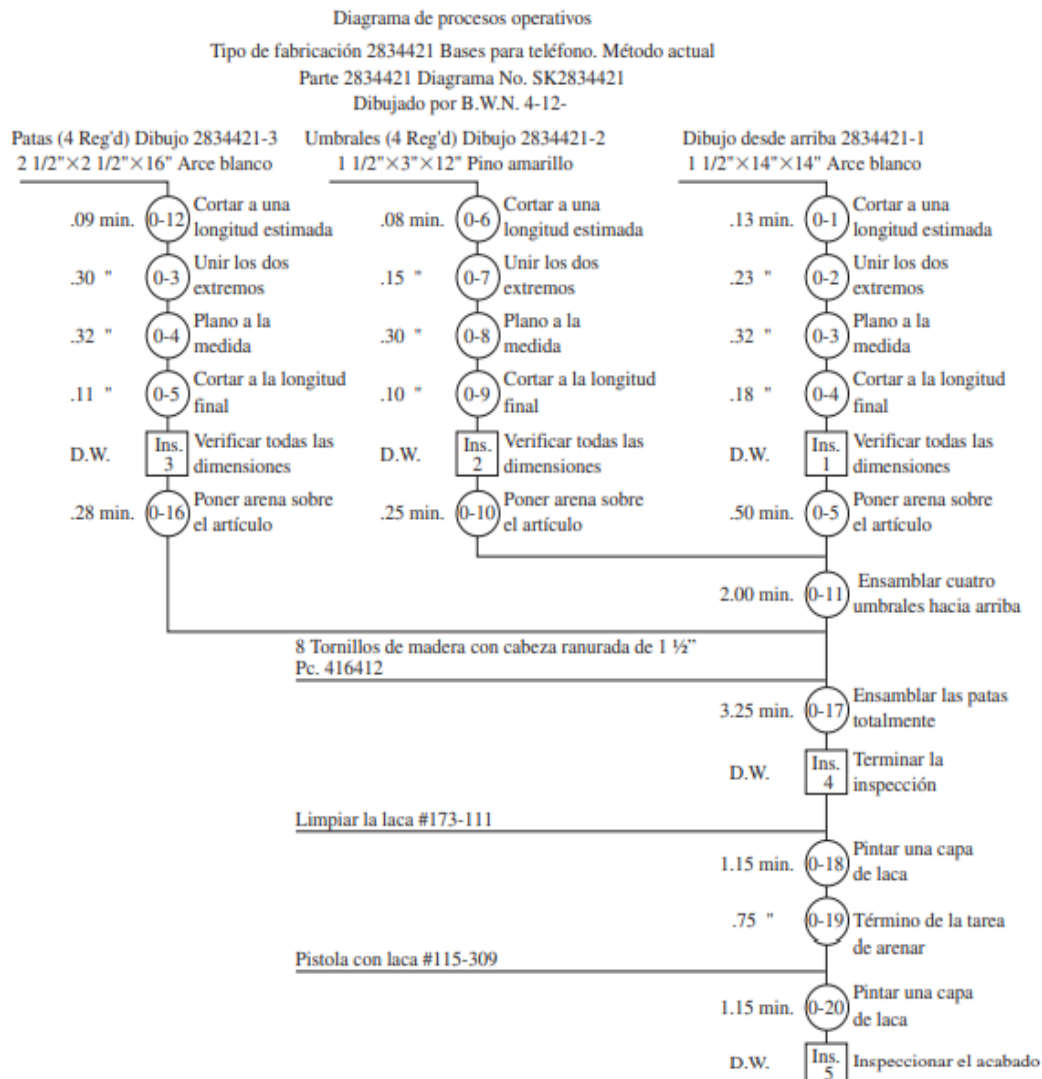 Diagrama de procesos operativos
Tipo de fabricación 2834421 Bases para teléfono. Método actual
Parte 2834421 Diagrama No. SK2834421
Dibujado por B.W.N. 4-12-
Patas (4 Reg'd) Dibujo 2834421-3
2 1/2"×2 1/2"×16" Arce blanco
.09 min. 0-12 Cortar a una
longitud estimada
.30 " 0-3 Unir los dos
extremos
.32 " 0-4 Plano a la
medida
.11 " 0-5 Cortar a la longitud
final
D.W. Ins. 3 Verificar todas las
dimensiones
.28 min. 0-16 Poner arena sobre
el artículo
Umbrales (4 Reg'd) Dibujo 2834421-2
1 1/2"×3"×12" Pino amarillo
.08 min. 0-6 Cortar a una
longitud estimada
.15 " 0-7 Unir los dos
extremos
.30 " 0-8 Plano a la
medida
.10 " 0-9 Cortar a la longitud
final
D.W. Ins. 2 Verificar todas las
dimensiones
.25 min. 0-10 Poner arena sobre
el artículo
Dibujo desde arriba 2834421-1
1 1/2"×14"×14" Arce blanco
.13 min. 0-1 Cortar a una
longitud estimada
.23 " 0-2 Unir los dos
extremos
.32 " 0-3 Plano a la
medida
.18 " 0-4 Cortar a la longitud
final
D.W. Ins. 1 Verificar todas las
dimensiones
.50 min. 0-5 Poner arena sobre
el artículo
2.00 min. 0-11 Ensamblar cuatro
umbrales hacia arriba
8 Tornillos de madera con cabeza ranurada de 1 ½”
Pc. 416412
3.25 min. 0-17 Ensamblar las patas
totalmente
D.W. Ins. 4 Terminar la
inspección
Limpiar la laca #173-111
1.15 min. 0-18 Pintar una capa
de laca
.75 " 0-19 Término de la tarea
de arenar
Pistola con laca #115-309
1.15 min. 0-20 Pintar una capa
de laca
D.W. Ins. 5 Inspeccionar el acabado